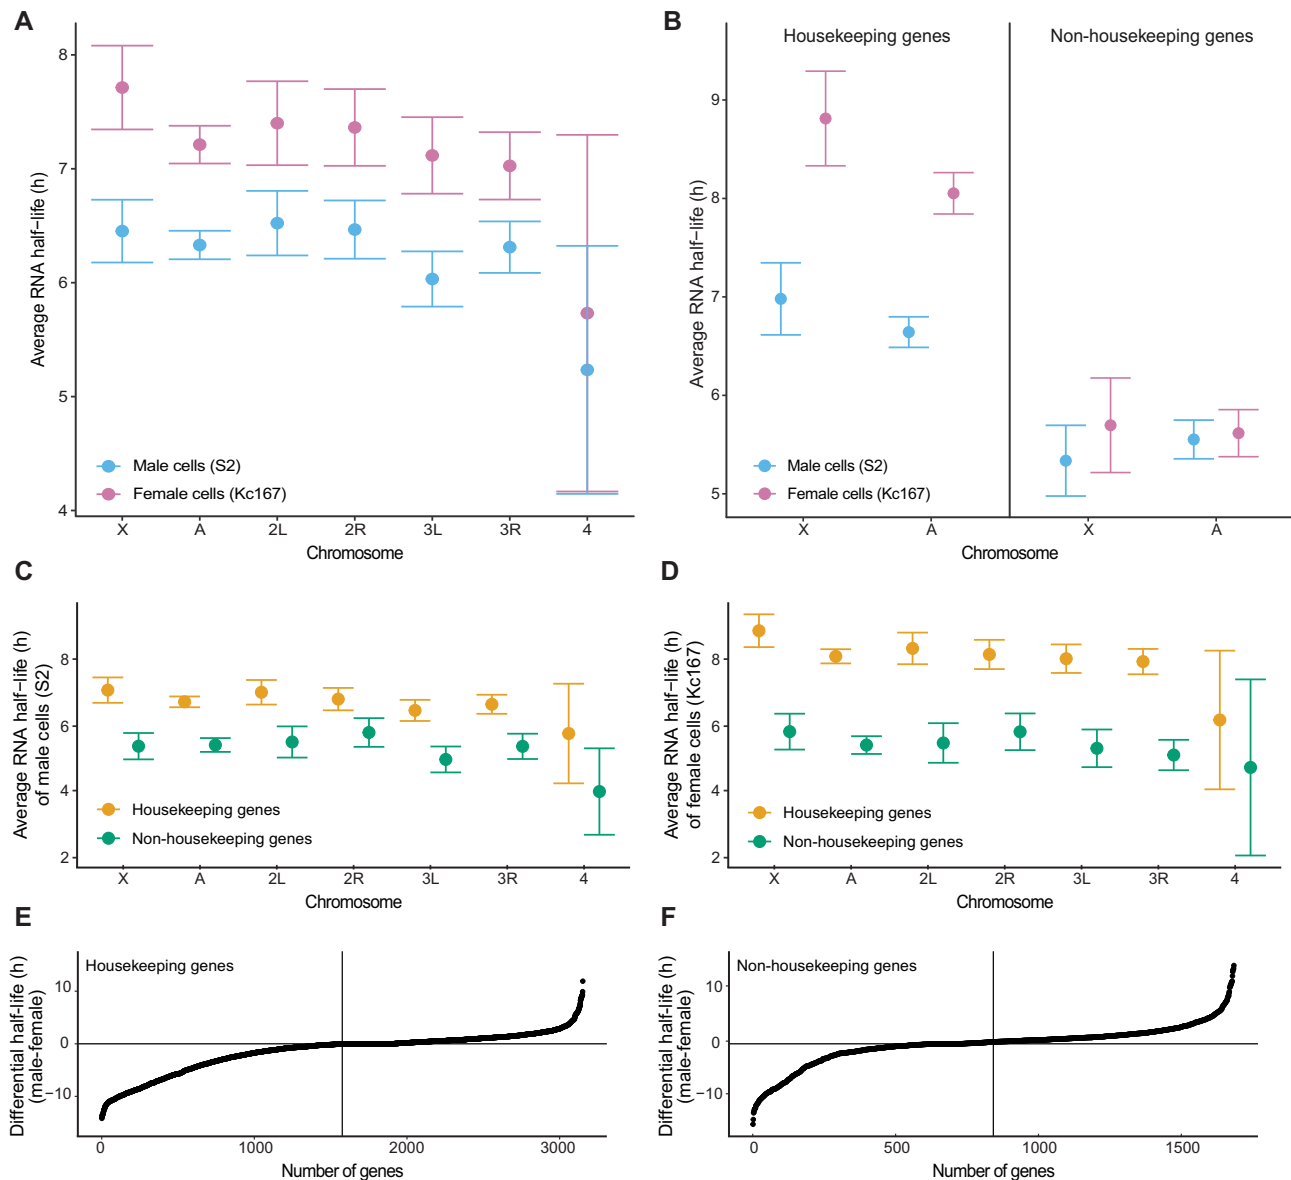 A
8
7
6
5
4
Average RNA half−life (h)
Male cells (S2)
Female cells (Kc167)
X A 2L 2R 3L 3R 4
Chromosome
B
Housekeeping genes
Non-housekeeping genes
9
8
7
6
5
Average RNA half−life (h)
Male cells (S2)
Female cells (Kc167)
X A X A
Chromosome
C
8
6
4
2
Average RNA half−life (h)
of male cells (S2)
Housekeeping genes
Non-housekeeping genes
X A 2L 2R 3L 3R 4
Chromosome
D
8
6
4
2
Average RNA half−life (h)
of female cells (Kc167)
Housekeeping genes
Non-housekeeping genes
X A 2L 2R 3L 3R 4
Chromosome
E
Housekeeping genes
10
0
−10
Differential half-life (h)
(male-female)
0 1000 2000 3000
Number of genes
F
Non-housekeeping genes
10
0
−10
Differential half-life (h)
(male-female)
0 500 1000 1500
Number of genes